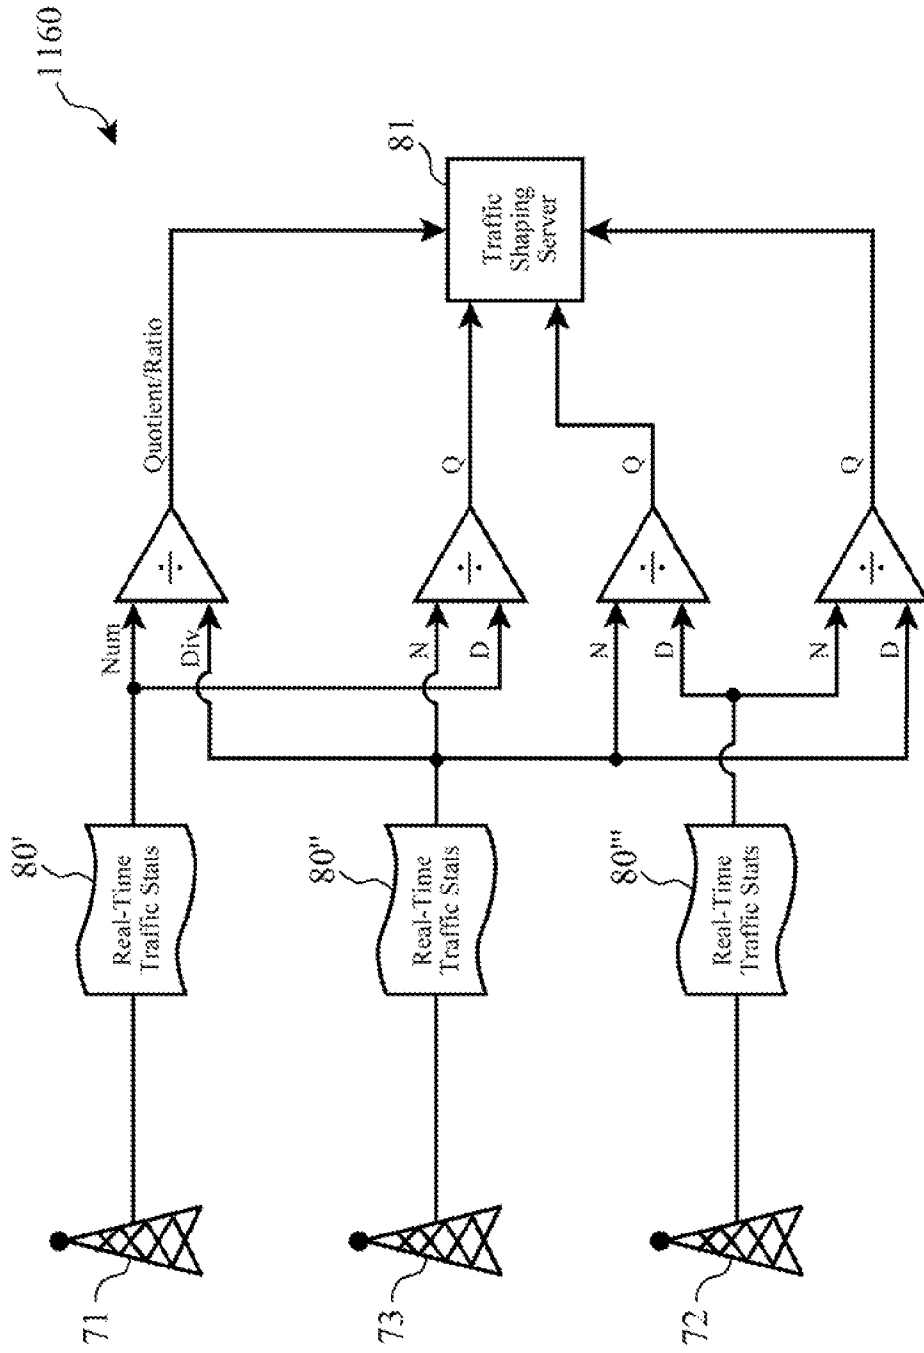 1160
71
80'
Real-Time
Traffic Stats
Num
Div
Quotient/Ratio
73
80"
Real-Time
Traffic Stats
N
D
Q
81
Traffic
Shaping
Server
N
D
Q
72
80'''
Real-Time
Traffic Stats
N
D
Q